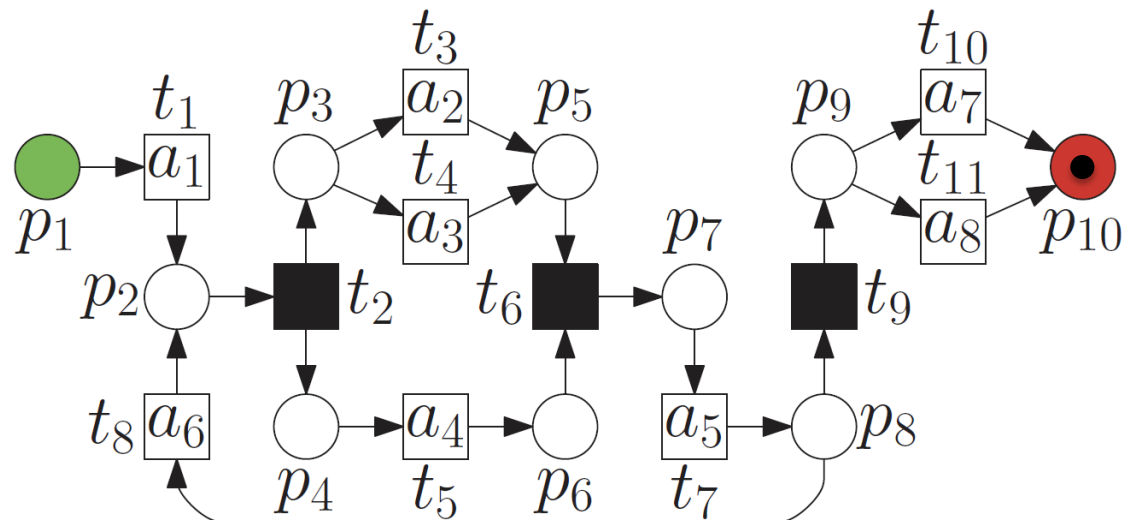 t₃ t₁₀
p₃ a₂ p₅ p₉ a₇
t₁ t₄ t₁₁
a₁ a₃ a₈
p₁ p₇ p₁₀
p₂ t₂ t₆ t₉
t₈ a₆ a₄ a₅ p₈
p₄ t₅ p₆ t₇